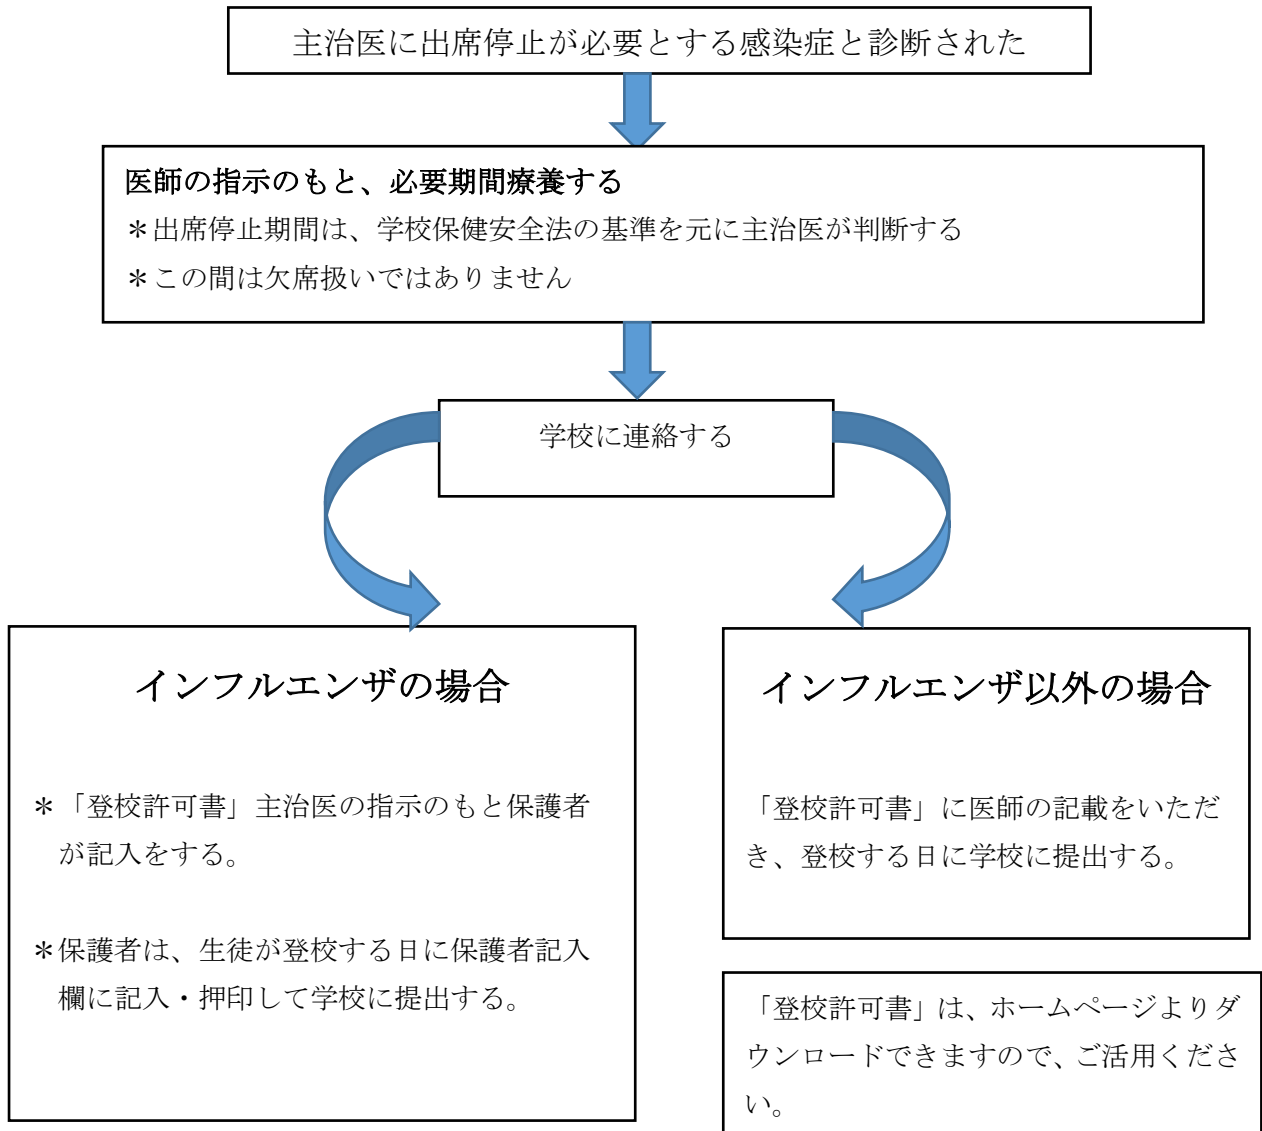 主治医に出席停止が必要とする感染症と診断された
医師の指示のもと、必要期間療養する
＊出席停止期間は、学校保健安全法の基準を元に主治医が判断する
＊この間は欠席扱いではありません
学校に連絡する
インフルエンザの場合
＊「登校許可書」主治医の指示のもと保護者
が記入をする。
＊保護者は、生徒が登校する日に保護者記入
欄に記入・押印して学校に提出する。
インフルエンザ以外の場合
「登校許可書」に医師の記載をいただ
き、登校する日に学校に提出する。
「登校許可書」は、ホームページよりダ
ウンロードできますので、ご活用くださ
い。